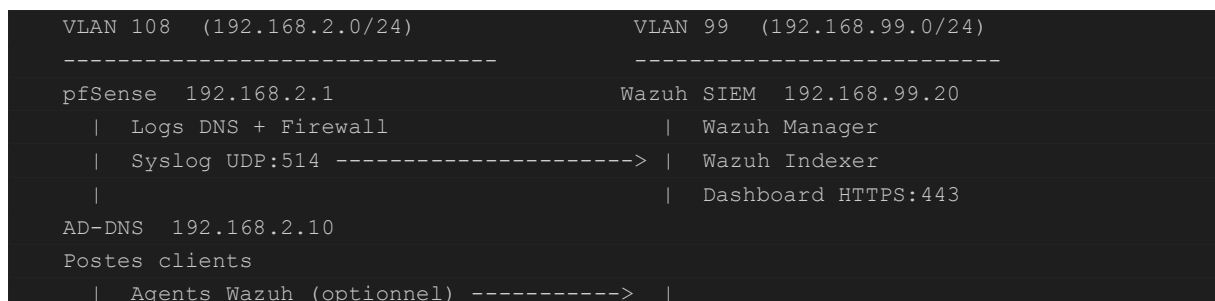 VLAN 108  (192.168.2.0/24)                VLAN 99  (192.168.99.0/24)
--------------------------------          ---------------------------
pfSense  192.168.2.1                     Wazuh SIEM  192.168.99.20
  |  Logs DNS + Firewall                    |  Wazuh Manager
  |  Syslog UDP:514 ----------------------> |  Wazuh Indexer
  |                                         |  Dashboard HTTPS:443
AD-DNS  192.168.2.10
Postes clients
  |  Agents Wazuh (optionnel) ----------->  |